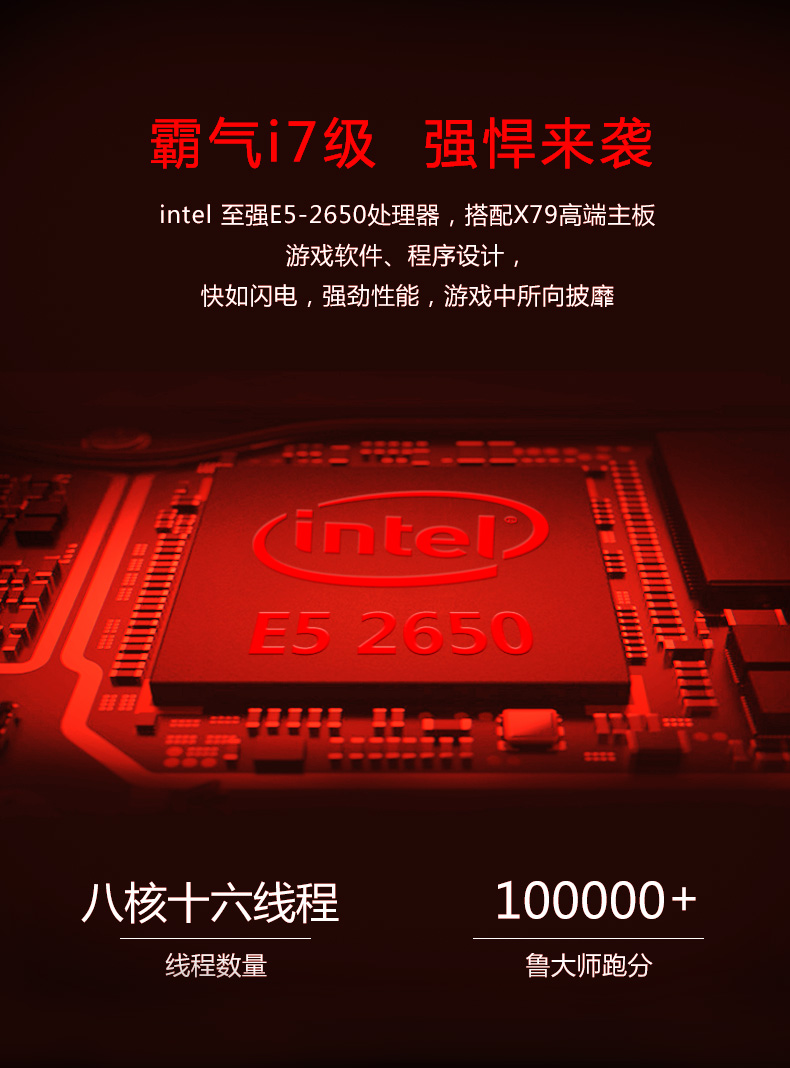 霸气i7级 强悍来袭
intel 至强E5-2650处理器，搭配X79高端主板
游戏软件、程序设计，
快如闪电，强劲性能，游戏中所向披靡
intel®
E5 2650
八核十六线程
100000+
线程数量
鲁大师跑分